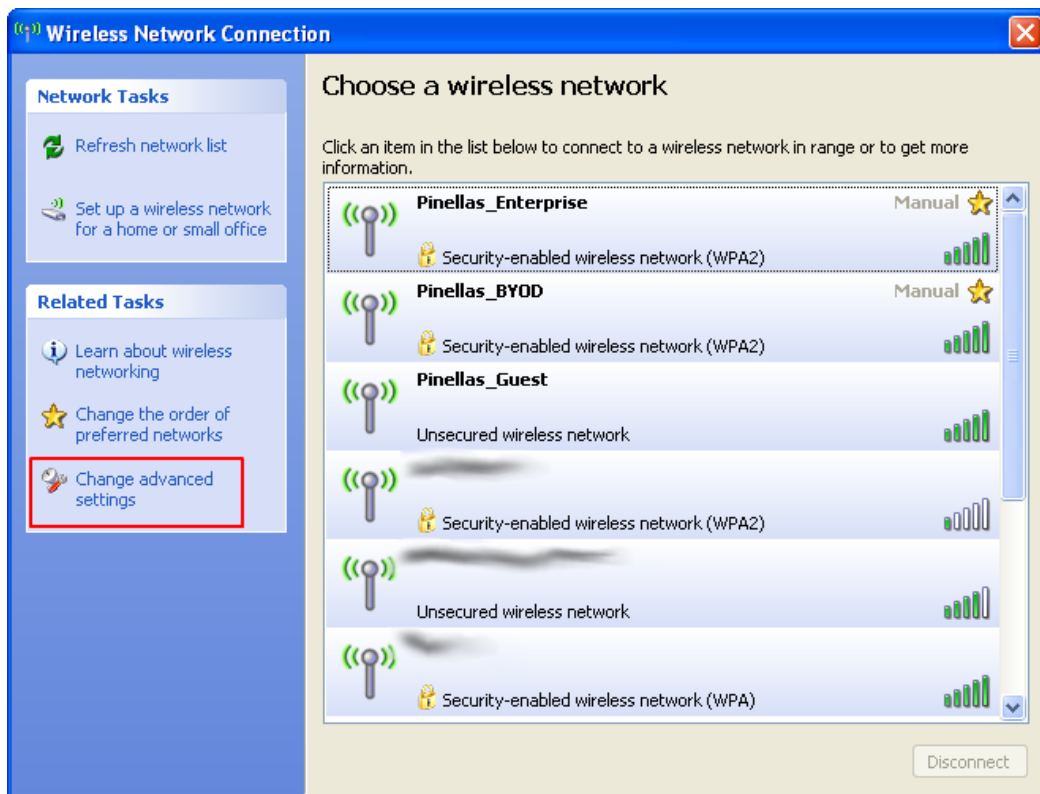 Wireless Network Connection
Network Tasks
Refresh network list
Set up a wireless network
for a home or small office
Related Tasks
Learn about wireless
networking
Change the order of
preferred networks
Change advanced
settings
Choose a wireless network
Click an item in the list below to connect to a wireless network in range or to get more
information.
Pinellas_Enterprise
Manual
Security-enabled wireless network (WPA2)
Pinellas_BYOD
Manual
Security-enabled wireless network (WPA2)
Pinellas_Guest
Unsecured wireless network
Security-enabled wireless network (WPA2)
Unsecured wireless network
Security-enabled wireless network (WPA)
Disconnect